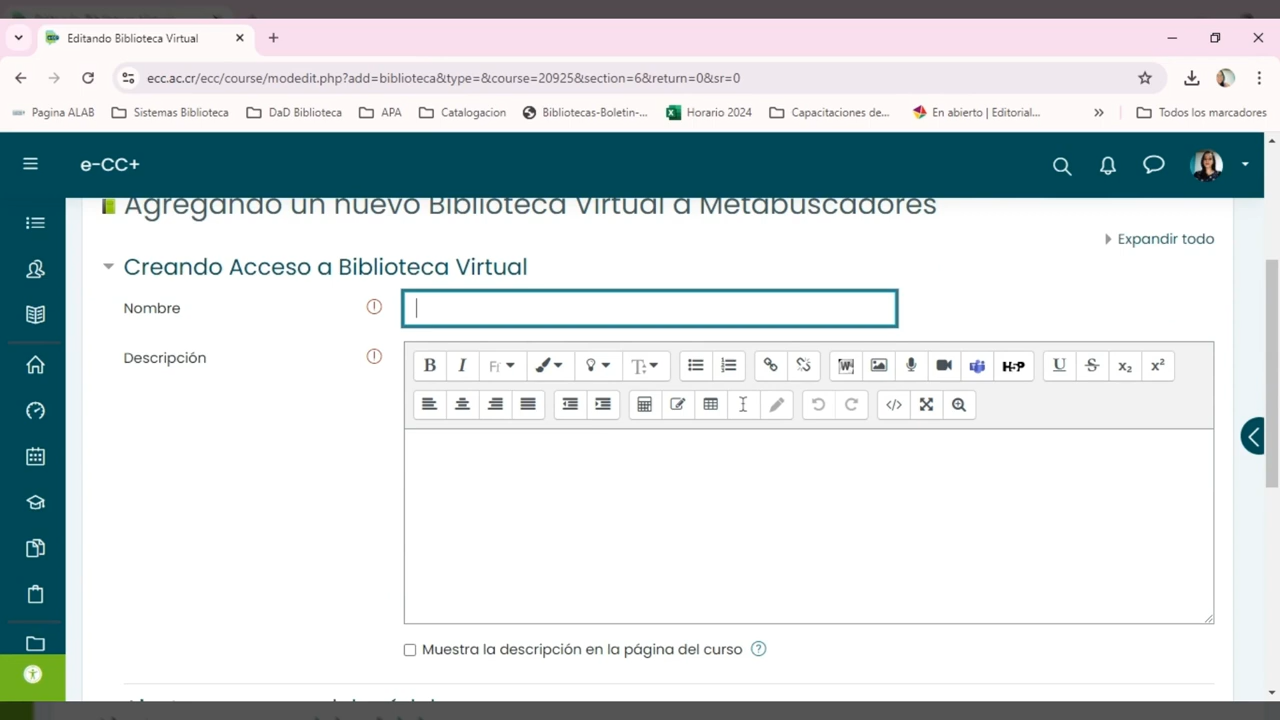 Editando Biblioteca Virtual
ecc.ac.cr/ecc/course/modedit.php?add=biblioteca&type=&course=20925&section=6&return=0&sr=0
Pagina ALAB Sistemas Biblioteca DaD Biblioteca APA Catalogacion Bibliotecas-Boletin-... Horario 2024 Capacitaciones de... En abierto | Editorial... » Todos los marcadores
e-CC+
Agregando un nuevo Biblioteca Virtual a Metabuscadores
Expandir todo
Creando Acceso a Biblioteca Virtual
Nombre
Descripción
B I Ff T W H-P U S x₂ x²
</>
Muestra la descripción en la página del curso